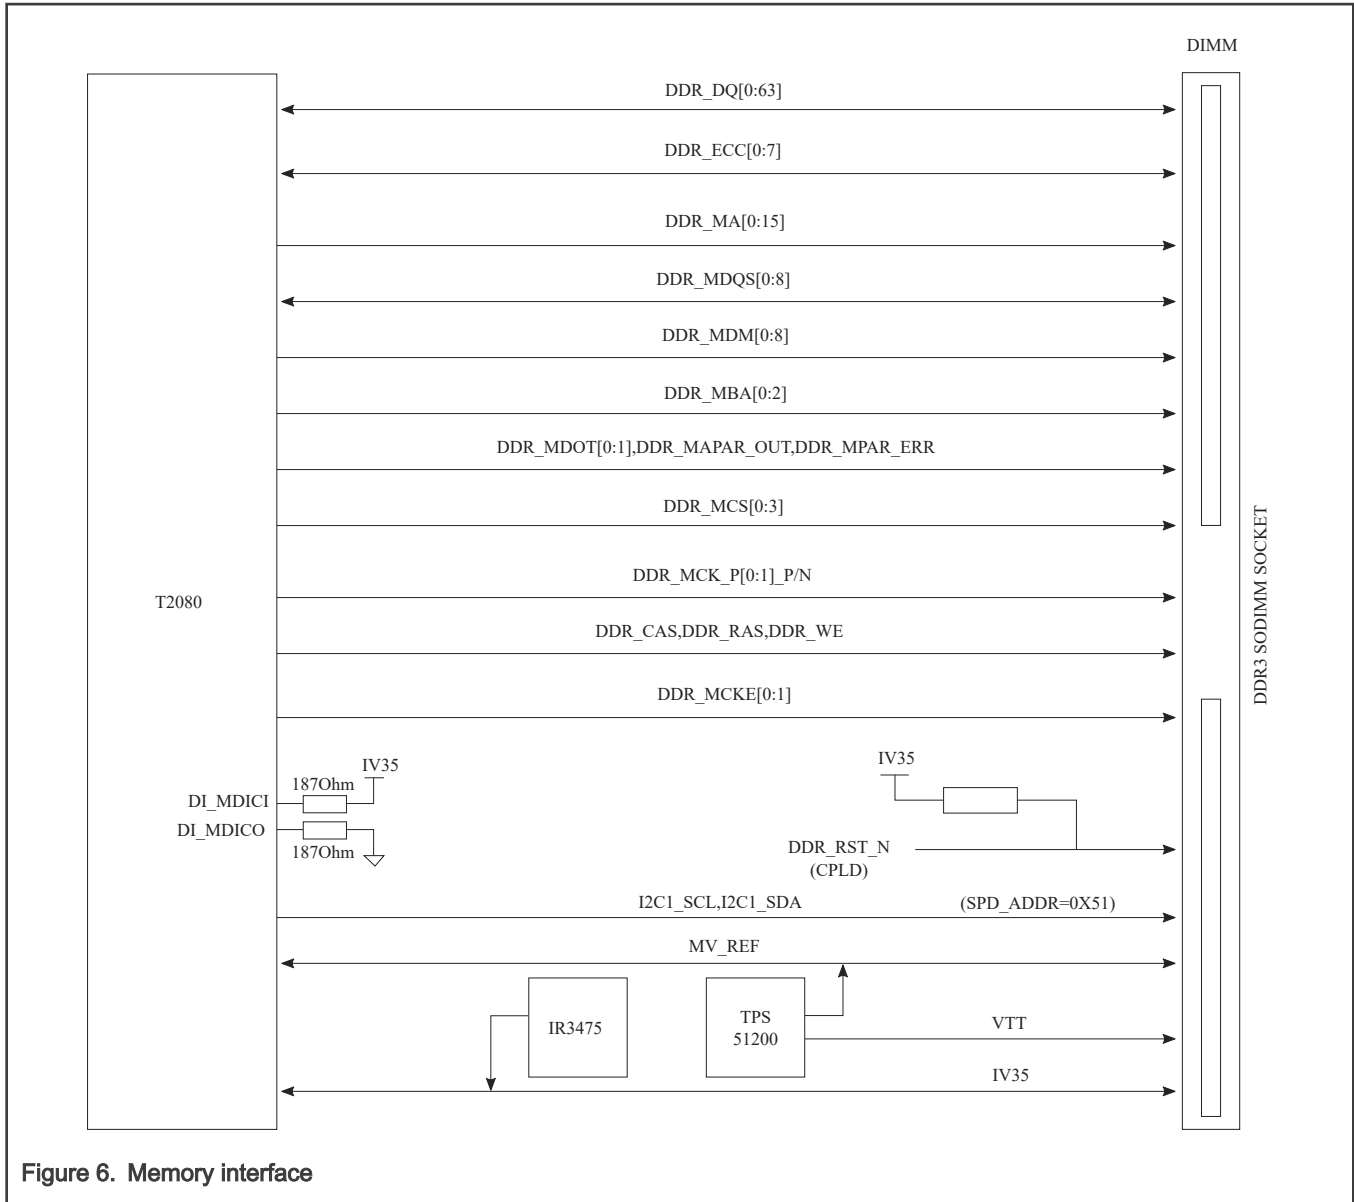 DIMM
DDR_DQ[0:63]
DDR_ECC[0:7]
DDR_MA[0:15]
DDR_MDQS[0:8]
DDR_MDM[0:8]
DDR_MBA[0:2]
DDR_MDOT[0:1],DDR_MAPAR_OUT,DDR_MPAR_ERR
DDR_MCS[0:3]
DDR_MCK_P[0:1]_P/N
T2080
DDR_CAS,DDR_RAS,DDR_WE
DDR3 SODIMM SOCKET
DDR_MCKE[0:1]
IV35
187Ohm
DI_MDICI
DI_MDICO
187Ohm
IV35
DDR_RST_N
(CPLD)
I2C1_SCL,I2C1_SDA
(SPD_ADDR=0X51)
MV_REF
IR3475
TPS
51200
VTT
IV35
Figure 6. Memory interface